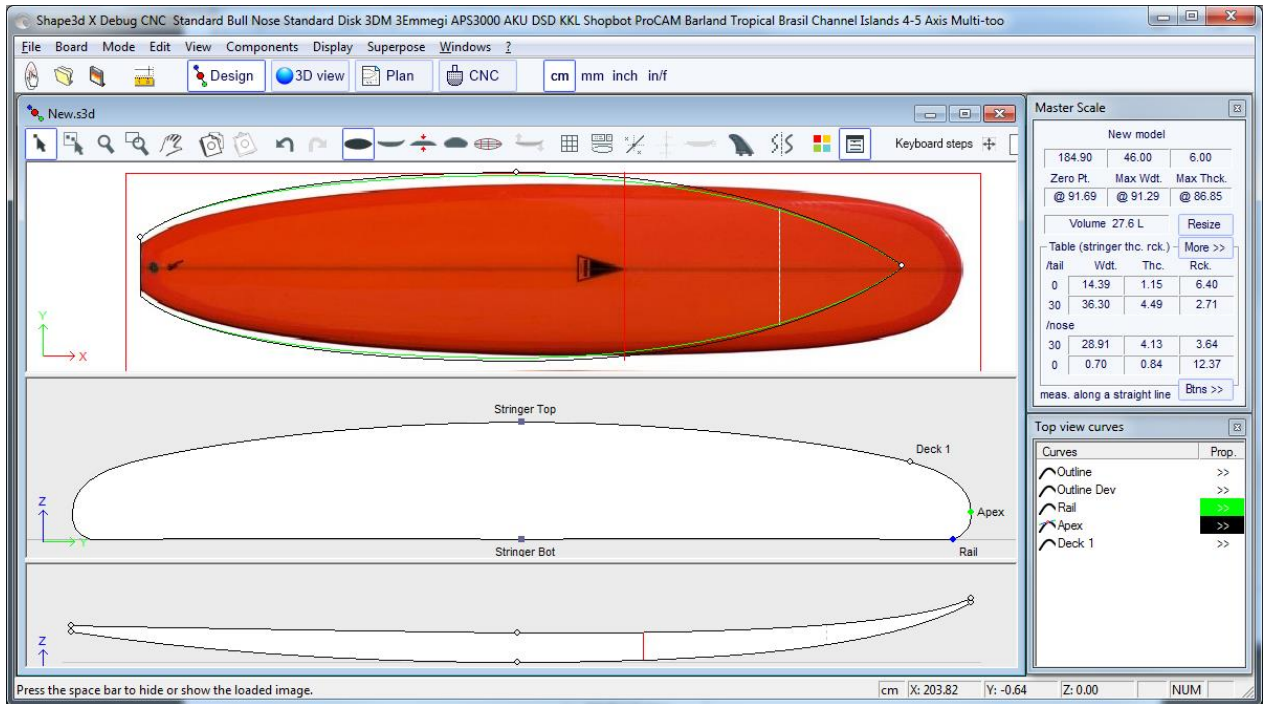 Shape3d X Debug CNC Standard Bull Nose Standard Disk 3DM 3Emmegi APS3000 AKU DSD KKL Shopbot ProCAM Barland Tropical Brasil Channel Islands 4-5 Axis Multi-too
File Board Mode Edit View Components Display Superpose Windows ?
Design 3D view Plan CNC cm mm inch in/f
New.s3d
Keyboard steps
Y
X
Stringer Top
Deck 1
Z
Apex
Y
Stringer Bot Rail
Z
Master Scale
New model
184.90 46.00 6.00
Zero Pt. Max Wdt. Max Thck.
@ 91.69 @ 91.29 @ 86.85
Volume 27.6 L Resize
Table (stringer thc. rck.) More >>
/tail Wdt. Thc. Rck.
0 14.39 1.15 6.40
30 36.30 4.49 2.71
/nose
30 28.91 4.13 3.64
0 0.70 0.84 12.37
meas. along a straight line Btns >>
Top view curves
Curves Prop.
Outline >>
Outline Dev >>
Rail >>
Apex >>
Deck 1 >>
Press the space bar to hide or show the loaded image. cm X: 203.82 Y: -0.64 Z: 0.00 NUM